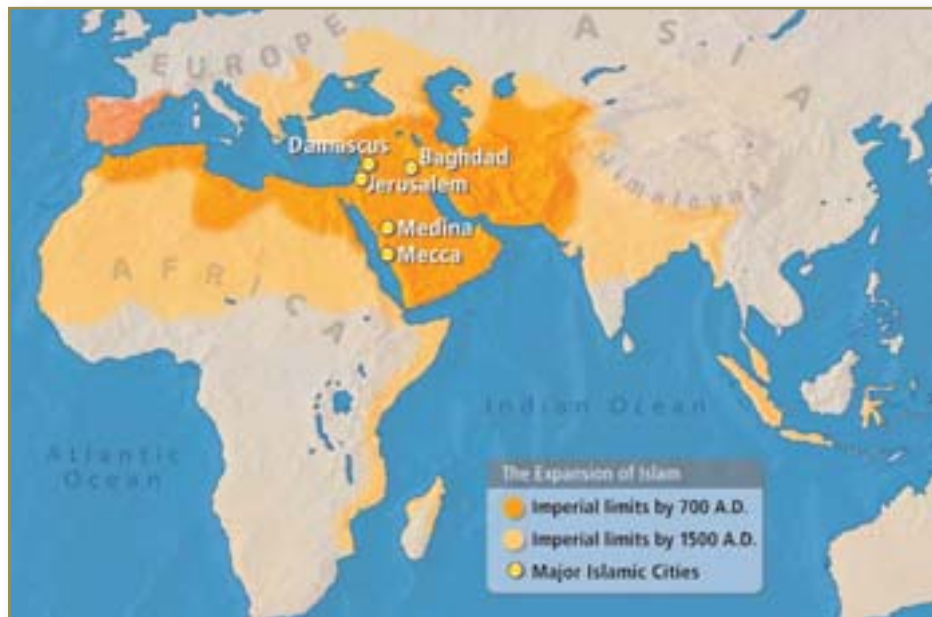 EUROPE
ASIA
Damascus
Baghdad
Jerusalem
Himalayas
Medina
Mecca
AFRICA
Indian Ocean
Atlantic
Ocean
The Expansion of Islam
Imperial limits by 700 A.D.
Imperial limits by 1500 A.D.
Major Islamic Cities